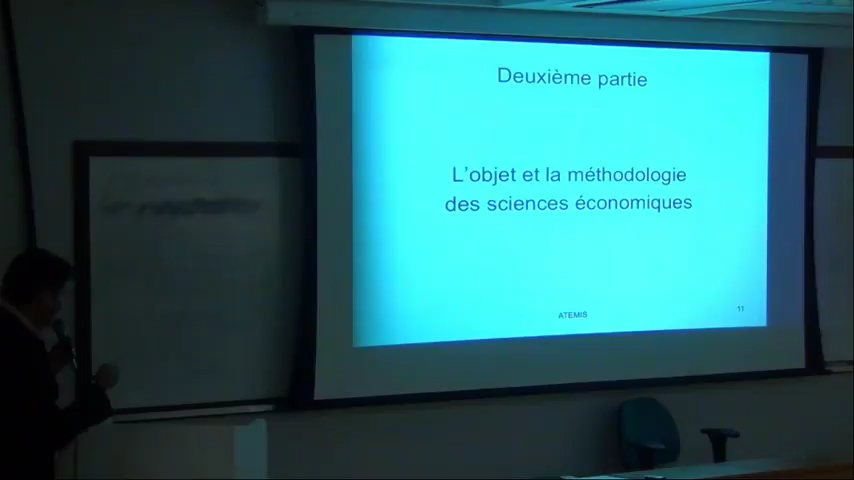 Deuxième partie
L'objet et la méthodologie
des sciences économiques
ATEMIS
11